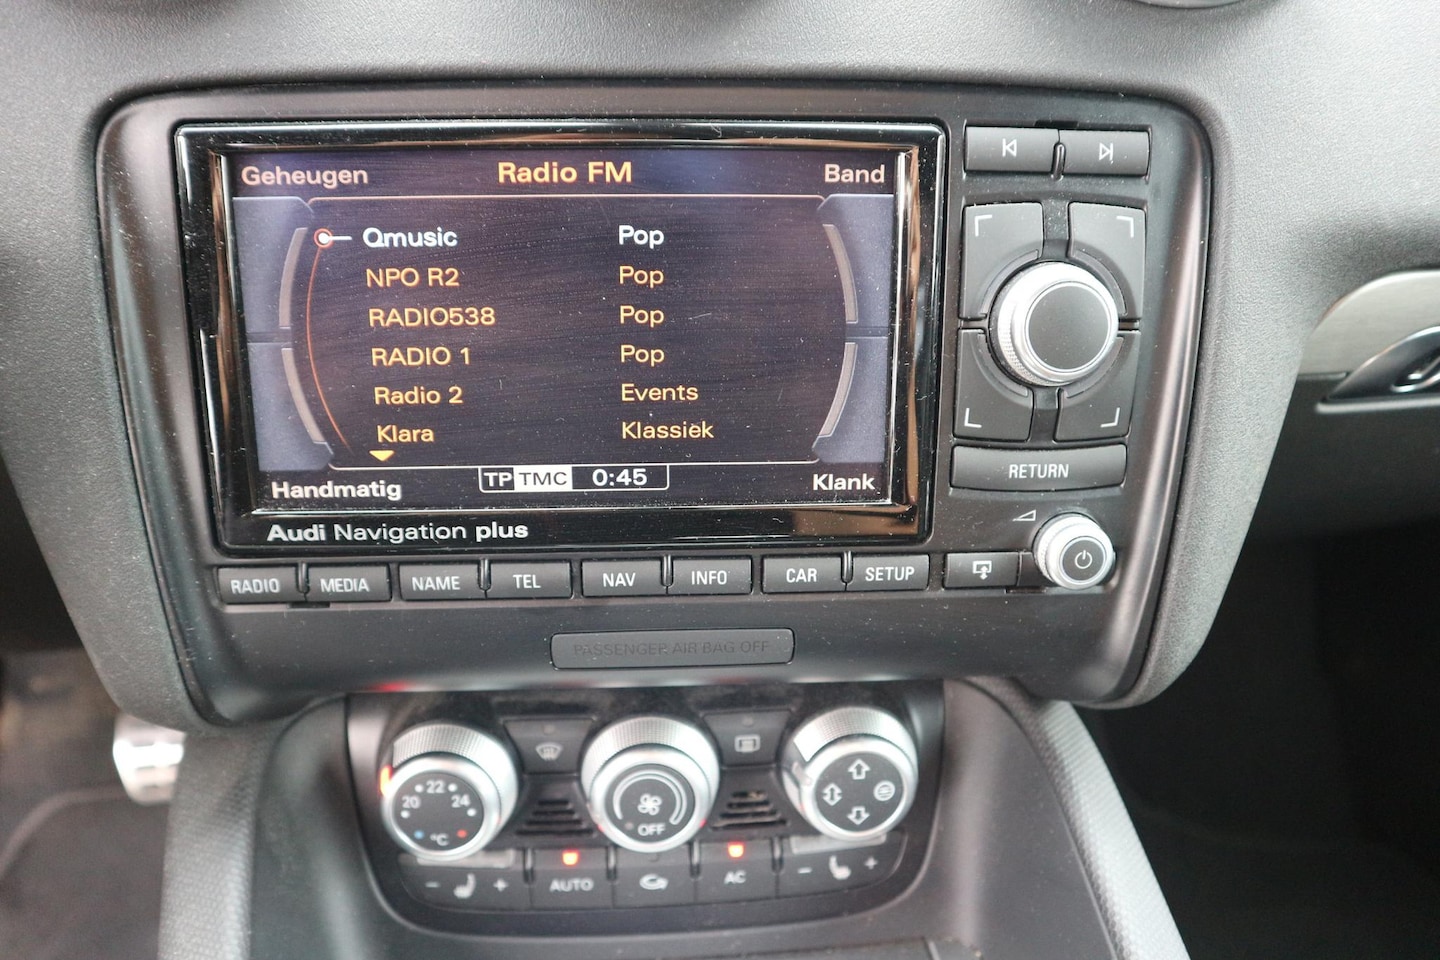 Geheugen Radio FM Band
Qmusic Pop
NPO R2 Pop
RADIO538 Pop
RADIO 1 Pop
Radio 2 Events
Klara Klassiek
Handmatig TP TMC 0:45 Klank
Audi Navigation plus
RETURN
RADIO MEDIA NAME TEL NAV INFO CAR SETUP
PASSENGER AIR BAG OFF
20 22 24
°C
OFF
AUTO AC